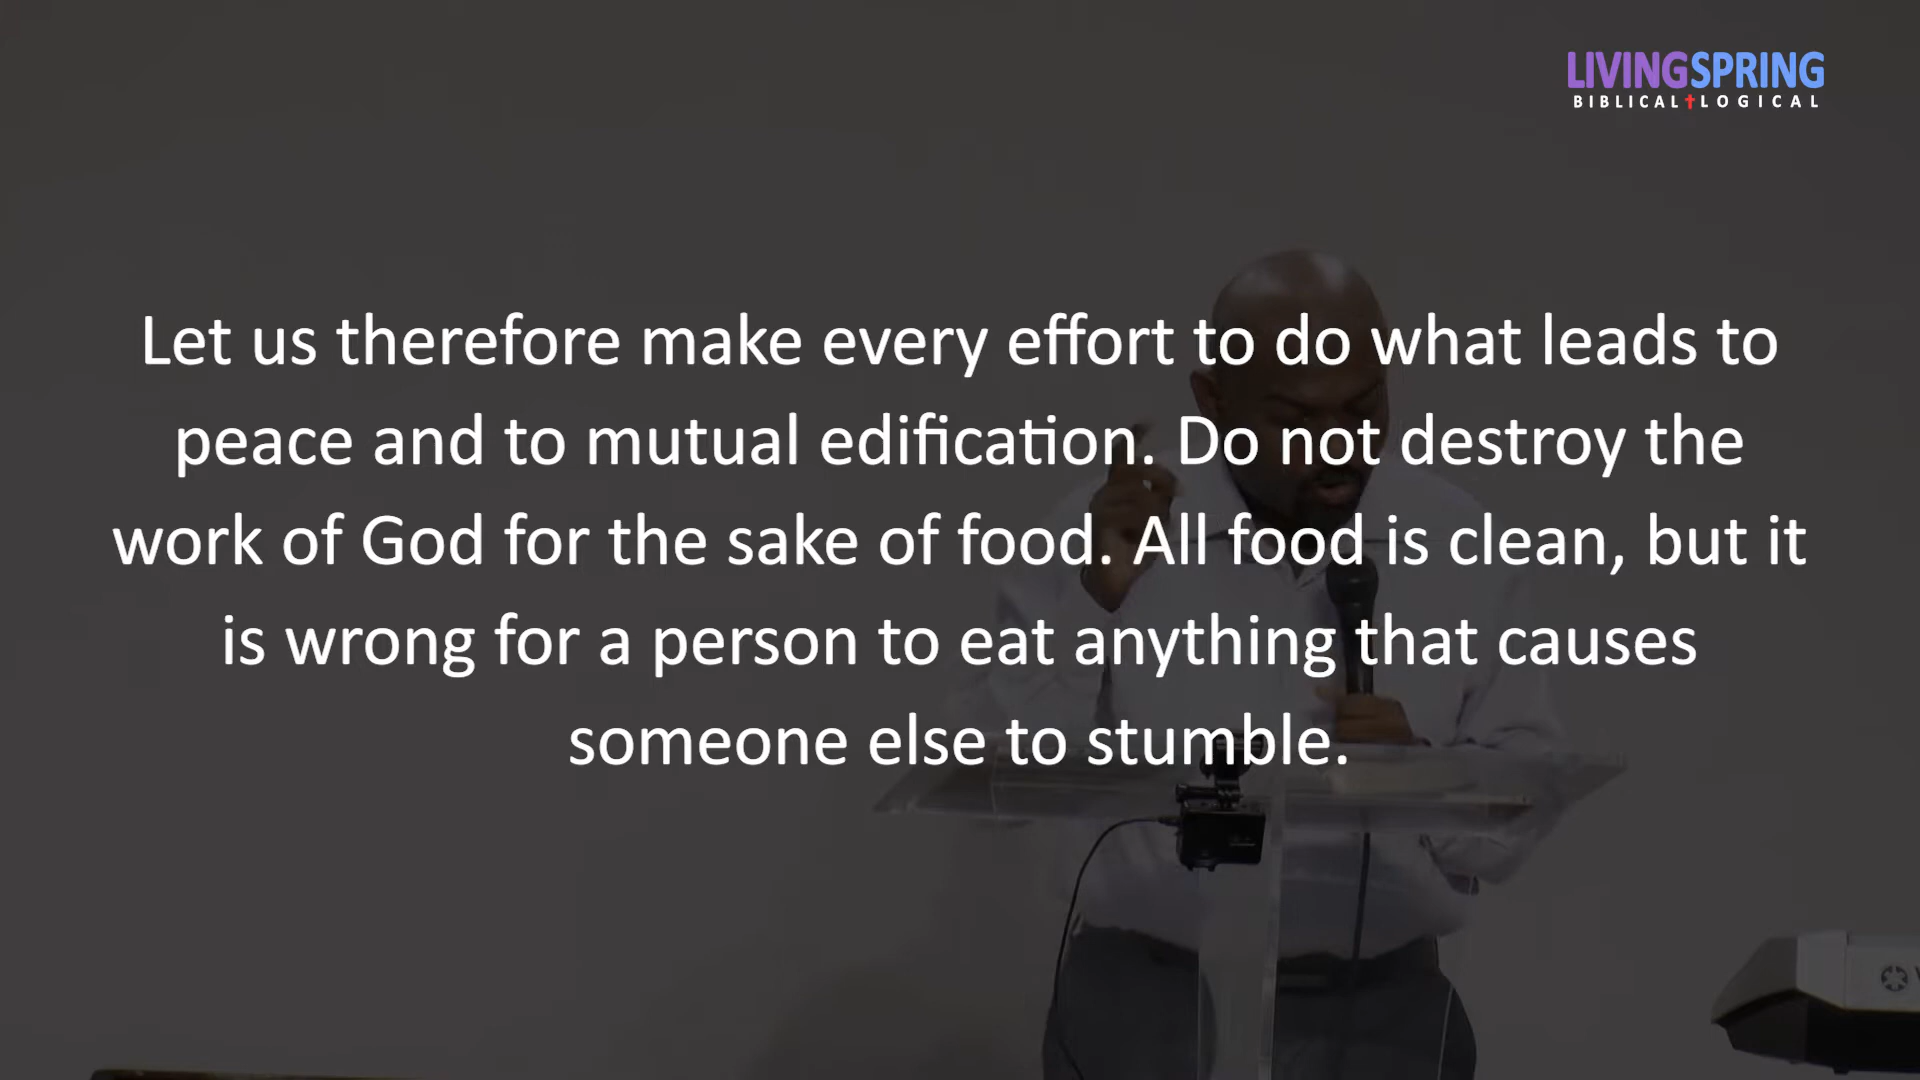 LIVINGSPRING
BIBLICAL✝LOGICAL
Let us therefore make every effort to do what leads to
peace and to mutual edification. Do not destroy the
work of God for the sake of food. All food is clean, but it
is wrong for a person to eat anything that causes
someone else to stumble.